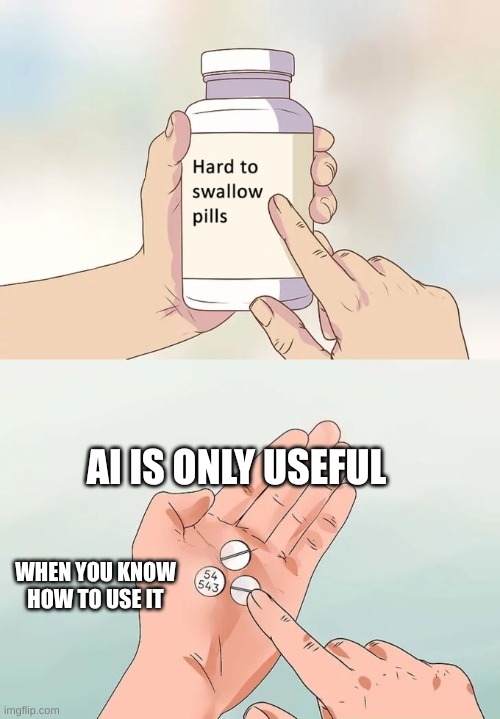 Hard to
swallow
pills
AI IS ONLY USEFUL
WHEN YOU KNOW
HOW TO USE IT
54
543
imgflip.com